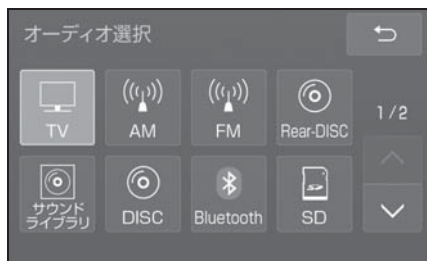 オーディオ選択
TV
AM
FM
Rear-DISC
1/2
サウンド
ライブラリ
DISC
Bluetooth
SD